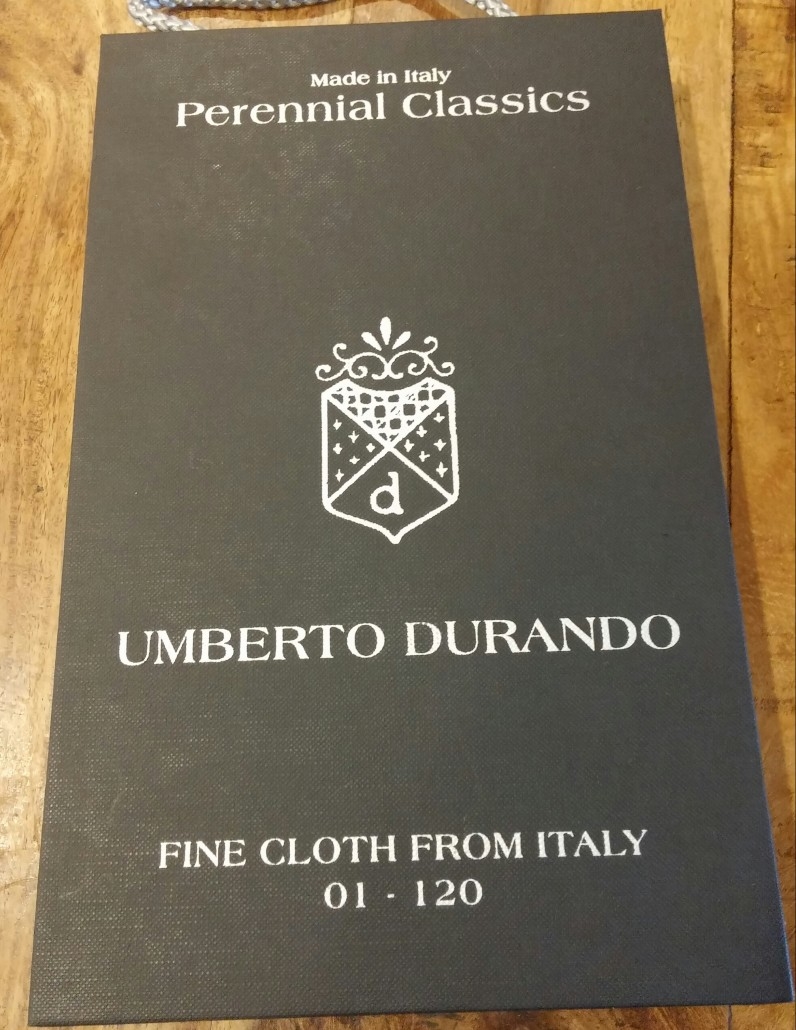 Made in Italy
Perennial Classics
d
UMBERTO DURANDO
FINE CLOTH FROM ITALY
01 - 120